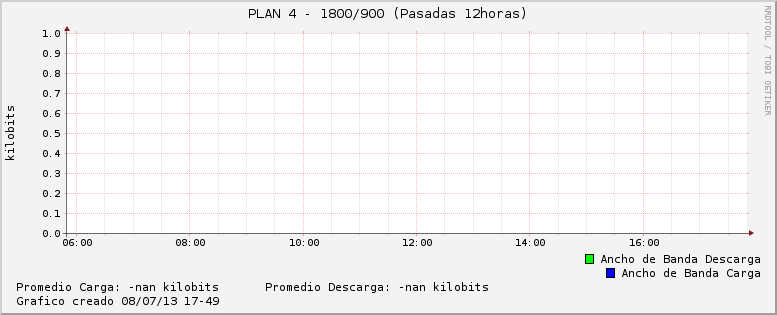 PLAN 4 - 1800/900 (Pasadas 12horas)
RRDTOOL / TOBI OETIKER
kilobits
1.0
0.9
0.8
0.7
0.6
0.5
0.4
0.3
0.2
0.1
0.0
06:00 08:00 10:00 12:00 14:00 16:00
Ancho de Banda Descarga
Ancho de Banda Carga
Promedio Carga: -nan kilobits Promedio Descarga: -nan kilobits
Grafico creado 08/07/13 17-49